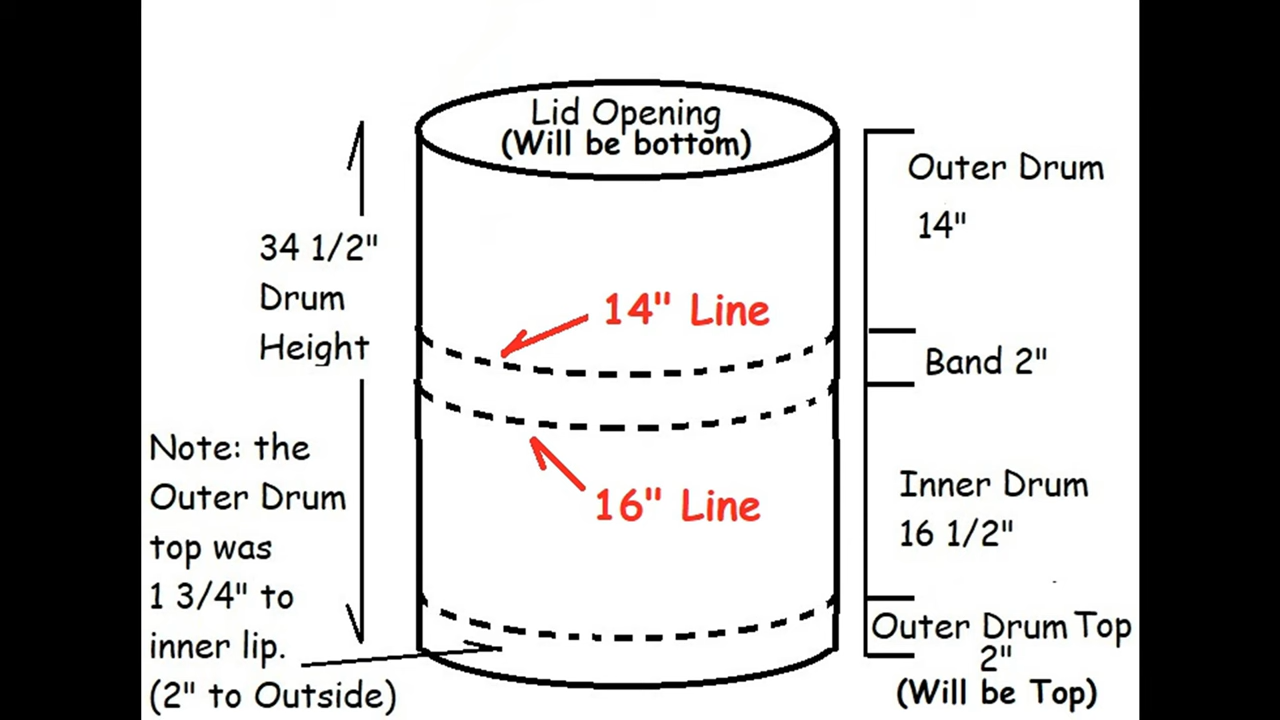 Lid Opening
(Will be bottom)
34 1/2"
Drum
Height
Note: the
Outer Drum
top was
1 3/4" to
inner lip.
(2" to Outside)
14" Line
16" Line
Outer Drum
14"
Band 2"
Inner Drum
16 1/2"
Outer Drum Top
2"
(Will be Top)